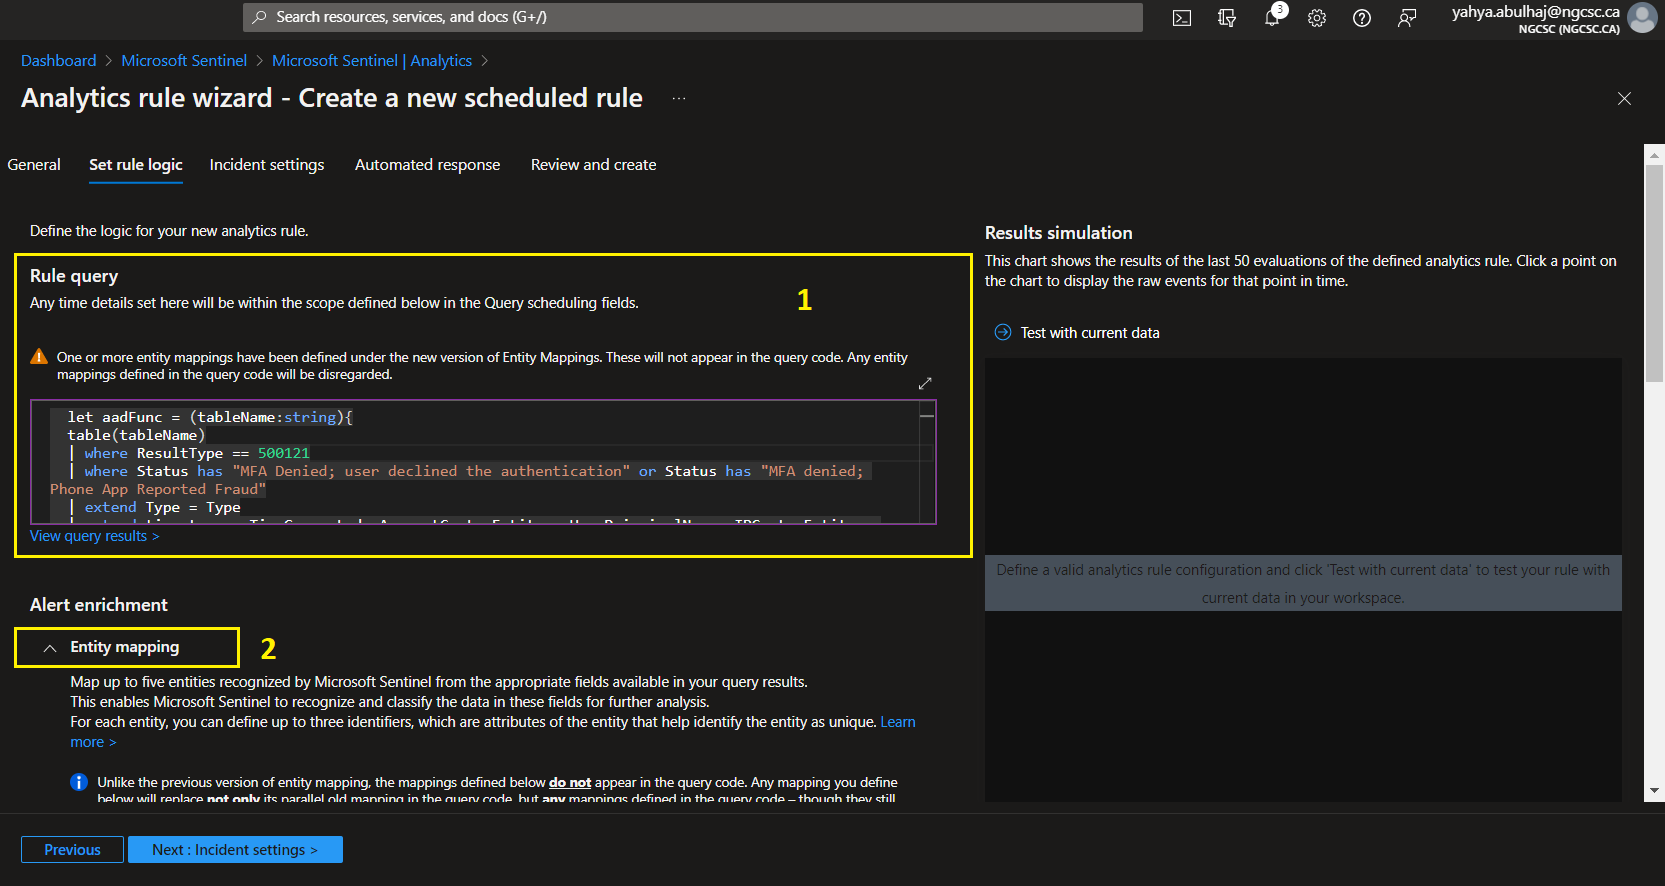 Search resources, services, and docs (G+/)
3
yahya.abulhaj@ngcsc.ca
NGCSC (NGCSC.CA)
Dashboard > Microsoft Sentinel > Microsoft Sentinel | Analytics >
Analytics rule wizard - Create a new scheduled rule ...
General Set rule logic Incident settings Automated response Review and create
Define the logic for your new analytics rule.
Rule query
Any time details set here will be within the scope defined below in the Query scheduling fields.
1
One or more entity mappings have been defined under the new version of Entity Mappings. These will not appear in the query code. Any entity
mappings defined in the query code will be disregarded.
let aadFunc = (tableName:string){
table(tableName)
| where ResultType == 500121
| where Status has "MFA Denied; user declined the authentication" or Status has "MFA denied;
Phone App Reported Fraud"
| extend Type = Type
View query results >
Alert enrichment
Entity mapping
2
Map up to five entities recognized by Microsoft Sentinel from the appropriate fields available in your query results.
This enables Microsoft Sentinel to recognize and classify the data in these fields for further analysis.
For each entity, you can define up to three identifiers, which are attributes of the entity that help identify the entity as unique. Learn
more >
Unlike the previous version of entity mapping, the mappings defined below do not appear in the query code. Any mapping you define
below will replace not only its parallel old mapping in the query code, but any mappings defined in the query code – though they still
Results simulation
This chart shows the results of the last 50 evaluations of the defined analytics rule. Click a point on
the chart to display the raw events for that point in time.
Test with current data
Define a valid analytics rule configuration and click 'Test with current data' to test your rule with
current data in your workspace.
Previous
Next : Incident settings >